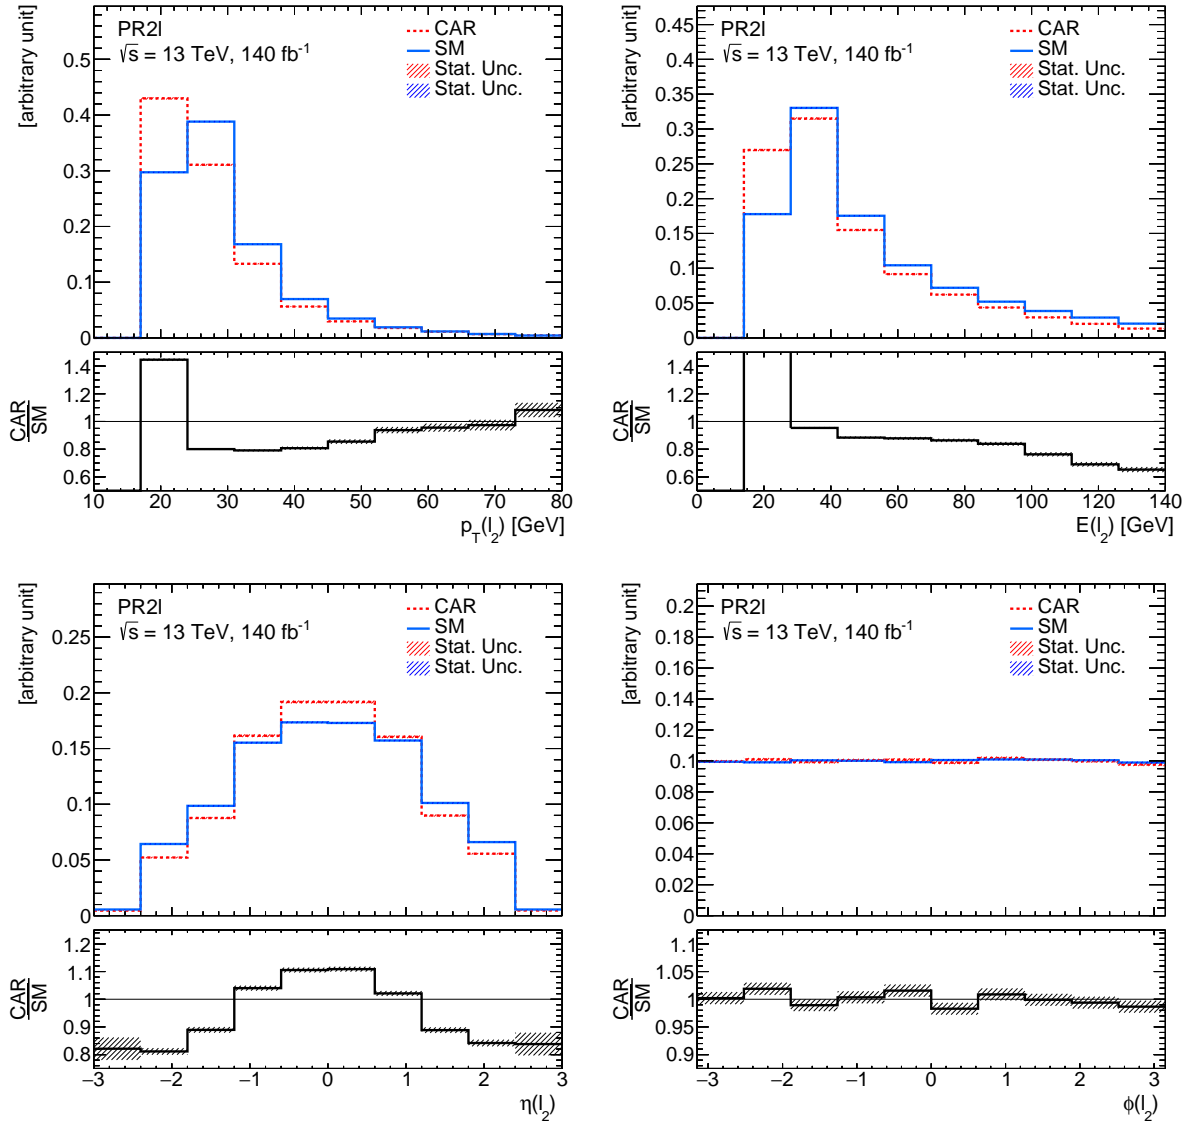 [arbitrary unit]
PR2l
√s = 13 TeV, 140 fb⁻¹
CAR
SM
Stat. Unc.
Stat. Unc.
0.5
0.4
0.3
0.2
0.1
0
CAR
SM
1.4
1.2
1
0.8
0.6
10 20 30 40 50 60 70 80
p_T(l_2) [GeV]
[arbitrary unit]
PR2l
√s = 13 TeV, 140 fb⁻¹
CAR
SM
Stat. Unc.
Stat. Unc.
0.45
0.4
0.35
0.3
0.25
0.2
0.15
0.1
0.05
0
CAR
SM
1.4
1.2
1
0.8
0.6
0 20 40 60 80 100 120 140
E(l_2) [GeV]
[arbitrary unit]
PR2l
√s = 13 TeV, 140 fb⁻¹
CAR
SM
Stat. Unc.
Stat. Unc.
0.25
0.2
0.15
0.1
0.05
0
CAR
SM
1.2
1.1
1
0.9
0.8
−3 −2 −1 0 1 2 3
η(l_2)
[arbitrary unit]
PR2l
√s = 13 TeV, 140 fb⁻¹
CAR
SM
Stat. Unc.
Stat. Unc.
0.2
0.18
0.16
0.14
0.12
0.1
0.08
0.06
0.04
0.02
0
CAR
SM
1.1
1.05
1
0.95
0.9
−3 −2 −1 0 1 2 3
ϕ(l_2)